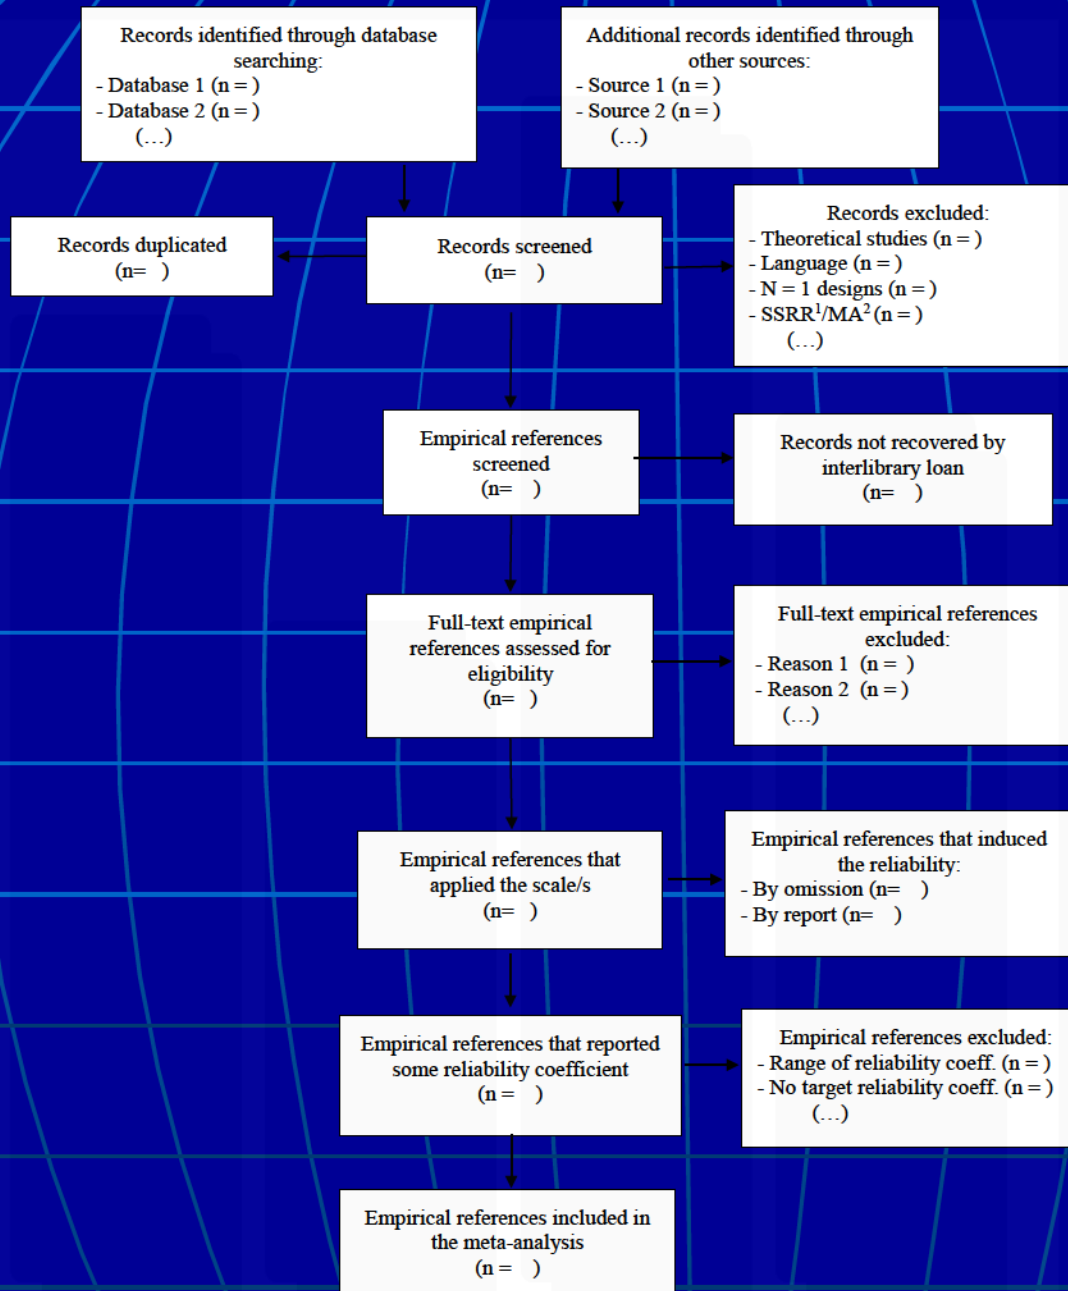 Records identified through database
searching:
- Database 1 (n = )
- Database 2 (n = )
(…)
Additional records identified through
other sources:
- Source 1 (n = )
- Source 2 (n = )
(…)
Records duplicated
(n=   )
Records screened
(n=   )
Records excluded:
- Theoretical studies (n = )
- Language (n = )
- N = 1 designs (n = )
- SSRR¹/MA² (n = )
(…)
Empirical references
screened
(n=   )
Records not recovered by
interlibrary loan
(n=   )
Full-text empirical
references assessed for
eligibility
(n=   )
Full-text empirical references
excluded:
- Reason 1  (n =  )
- Reason 2  (n = )
(…)
Empirical references that
applied the scale/s
(n=   )
Empirical references that induced
the reliability:
- By omission (n=   )
- By report (n=   )
Empirical references that reported
some reliability coefficient
(n =   )
Empirical references excluded:
- Range of reliability coeff. (n = )
- No target reliability coeff. (n = )
(…)
Empirical references included in
the meta-analysis
(n =   )